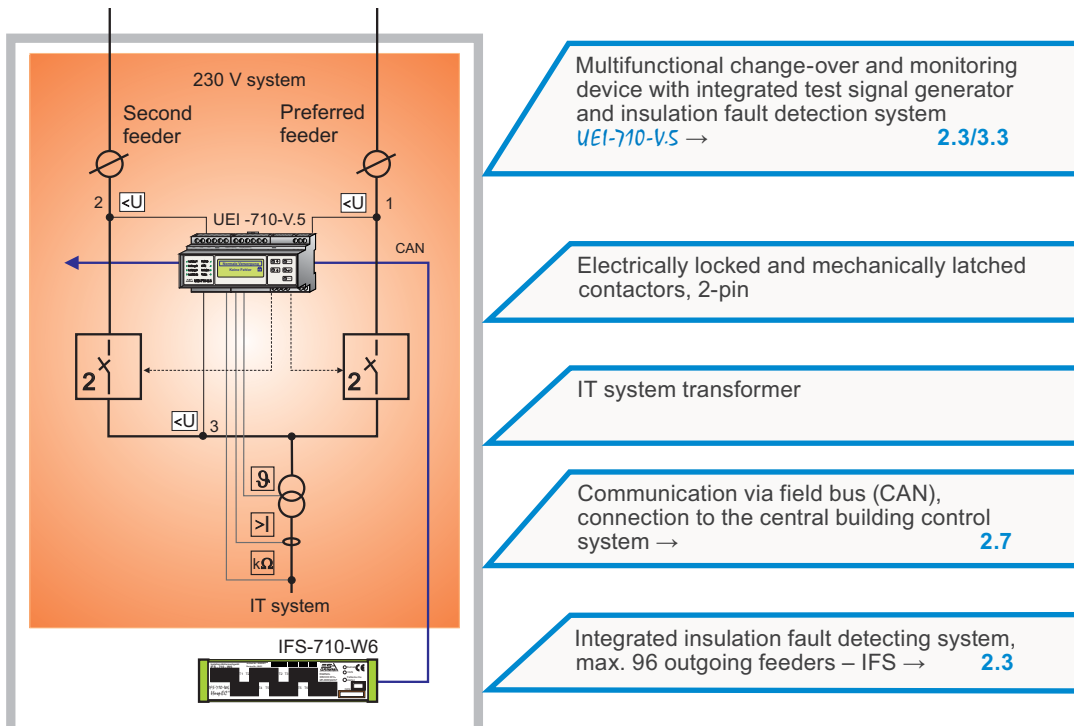 230 V system
Second
feeder
Preferred
feeder
2
<U
<U
1
UEI -710-V.5
CAN
2
2
<U
3
ϑ
>I
kΩ
IT system
IFS-710-W6
Multifunctional change-over and monitoring
device with integrated test signal generator
and insulation fault detection system
UEI-710-V.5 → 2.3/3.3
Electrically locked and mechanically latched
contactors, 2-pin
IT system transformer
Communication via field bus (CAN),
connection to the central building control
system → 2.7
Integrated insulation fault detecting system,
max. 96 outgoing feeders – IFS → 2.3